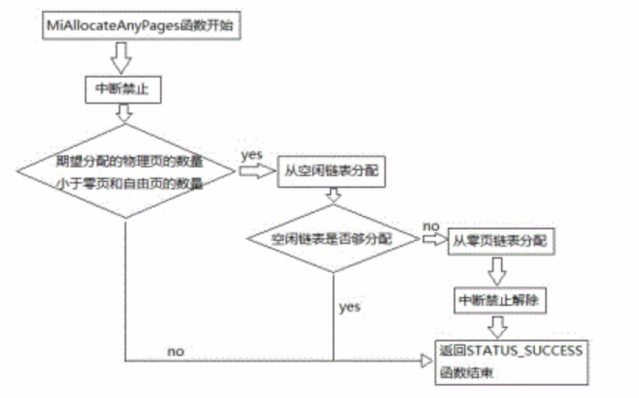 MiAllocateAnyPages函数开始
中断禁止
期望分配的物理页的数量
小于零页和自由页的数量
yes
从空闲链表分配
空闲链表是否够分配
no
从零页链表分配
中断禁止解除
yes
no
返回STATUS_SUCCESS
函数结束